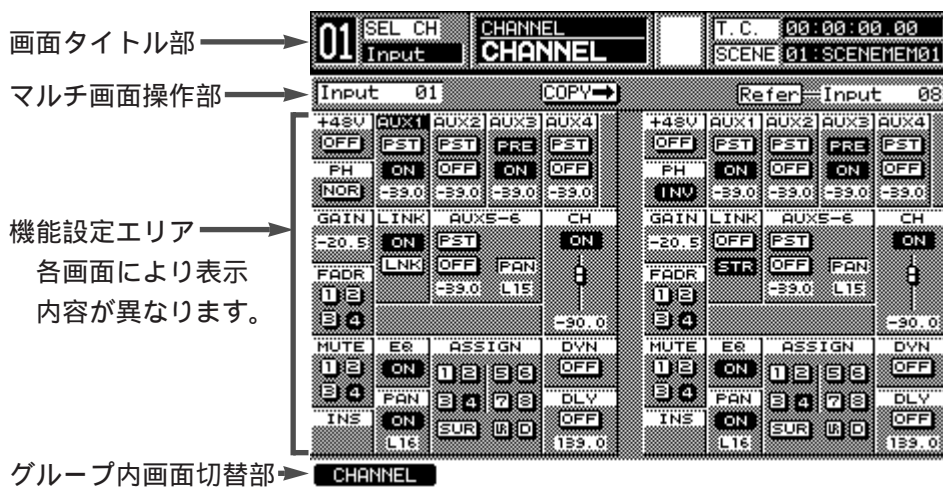 画面タイトル部
マルチ画面操作部
機能設定エリア
各画面により表示
内容が異なります。
グループ内画面切替部
01 SEL CH CHANNEL T.C. 00:00:00.00
Input CHANNEL SCENE 01:SCENEMEM01
Input 01 COPY→ Refer Input 08
+48V AUX1 AUX2 AUX3 AUX4 +48V AUX1 AUX2 AUX3 AUX4
OFF PST PST PRE PST OFF PST PST PRE PST
PH ON OFF ON OFF PH ON OFF ON OFF
NOR -39.0 -39.0 -39.0 -39.0 INV -39.0 -39.0 -39.0 -39.0
GAIN LINK AUX5-6 CH GAIN LINK AUX5-6 CH
-20.5 ON PST ON -20.5 OFF PST ON
FADR LNK OFF PAN FADR STR OFF PAN
1 2 -39.0 L15 1 2 -39.0 L15
3 4 -90.0 3 4 -90.0
MUTE EQ ASSIGN DYN MUTE EQ ASSIGN DYN
1 2 ON 1 2 5 6 OFF 1 2 ON 1 2 5 6 OFF
3 4 PAN 3 4 7 8 DLY 3 4 PAN 3 4 7 8 DLY
INS ON SUR LR D OFF INS ON SUR LR D OFF
L16 139.0 L16 139.0
CHANNEL